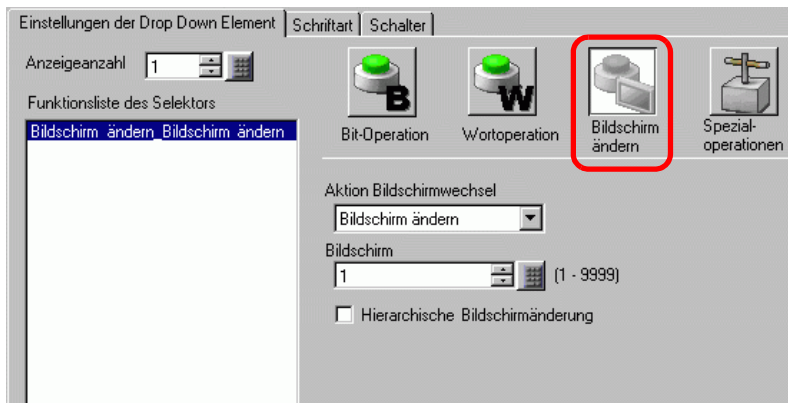 Einstellungen der Drop Down Element
Schriftart
Schalter
Anzeigeanzahl
1
Funktionsliste des Selektors
Bildschirm ändern_Bildschirm ändern
B
Bit-Operation
W
Wortoperation
Bildschirm
ändern
Spezial-
operationen
Aktion Bildschirmwechsel
Bildschirm ändern
Bildschirm
1
(1 - 9999)
Hierarchische Bildschirmänderung